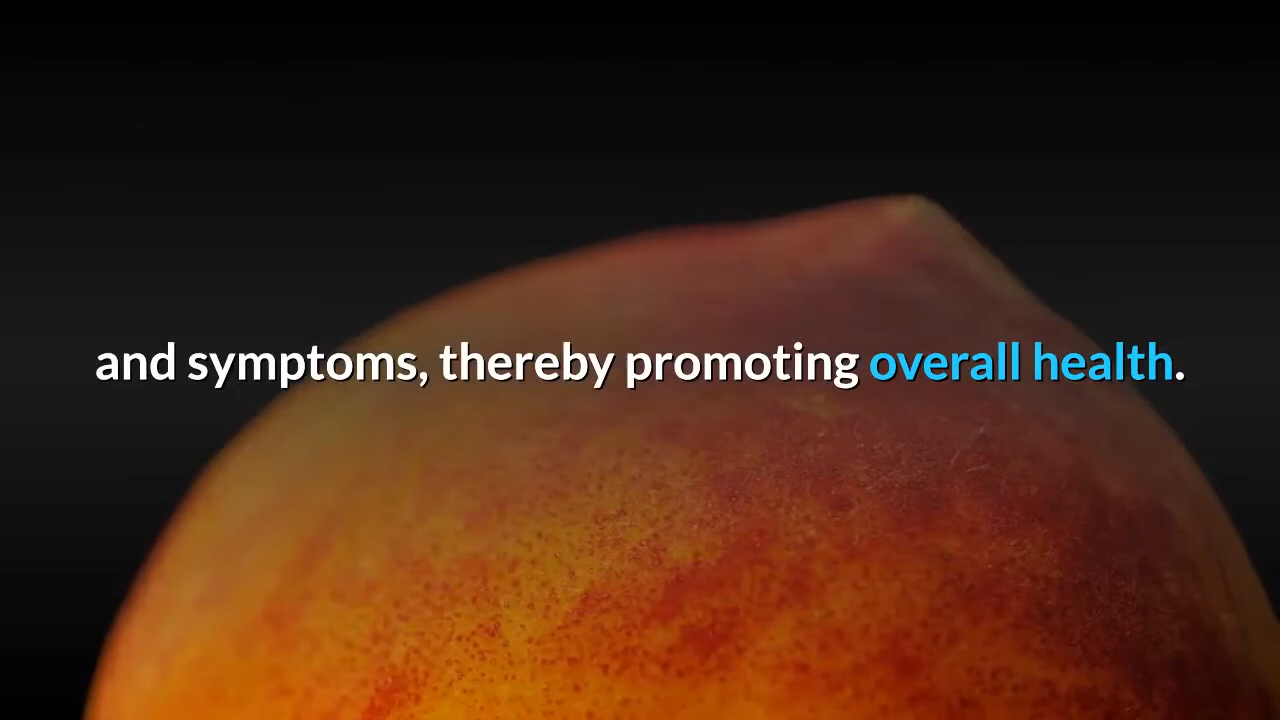 and symptoms, thereby promoting overall health.